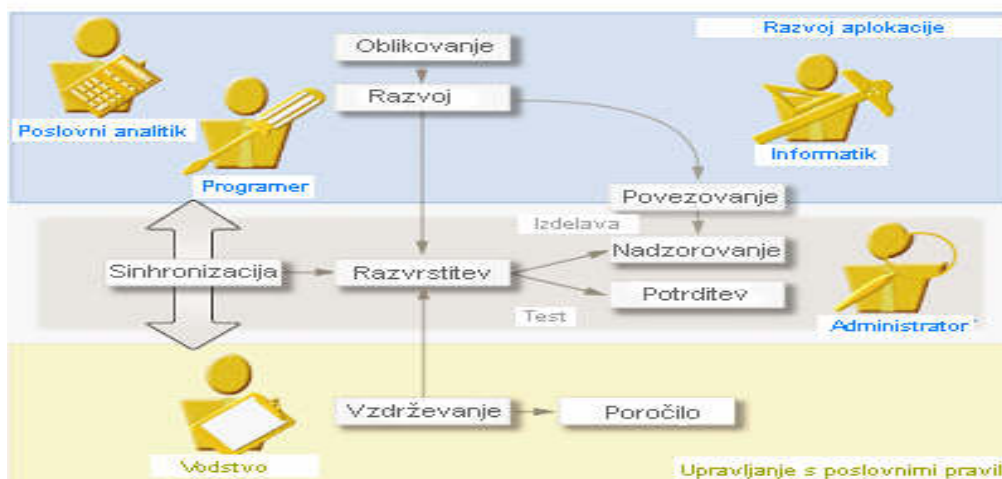 Oblikovanje
Razvoj aplokacije
Razvoj
Poslovni analitik
Informatik
Programer
Povezovanje
Izdelava
Nadzorovanje
Sinhronizacija
Razvrstitev
Potrditev
Test
Administrator
Vzdrževanje
Poročilo
Vodstvo
Upravljanje s poslovnimi pravil